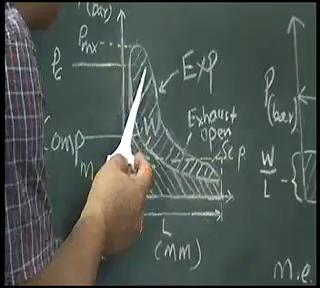 P (bar)
Pmx
Pc
Exp
Exhaust
open
W
Comp
S.C.P.
L
(MM)
P(bar)
W
L
m.e.